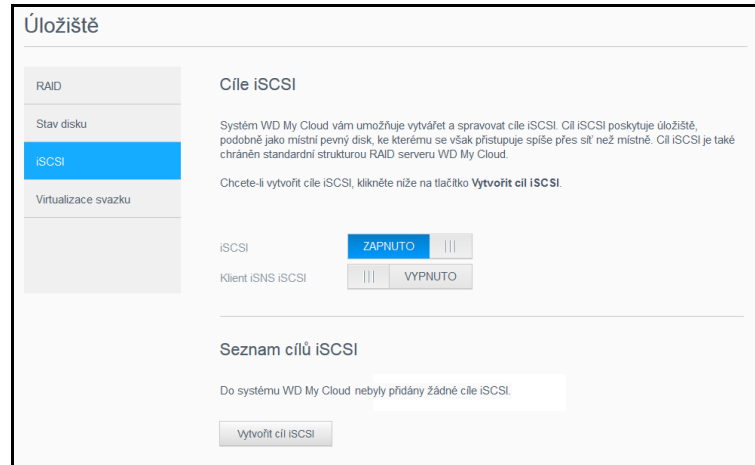 Úložiště
RAID
Stav disku
iSCSI
Virtualizace svazku
Cíle iSCSI
Systém WD My Cloud vám umožňuje vytvářet a spravovat cíle iSCSI. Cíl iSCSI poskytuje úložiště,
podobně jako místní pevný disk, ke kterému se však přistupuje spíše přes síť než místně. Cíl iSCSI je také
chráněn standardní strukturou RAID serveru WD My Cloud.
Chcete-li vytvořit cíle iSCSI, klikněte níže na tlačítko Vytvořit cíl iSCSI.
iSCSI
ZAPNUTO
Klient iSNS iSCSI
VYPNUTO
Seznam cílů iSCSI
Do systému WD My Cloud nebyly přidány žádné cíle iSCSI.
Vytvořit cíl iSCSI